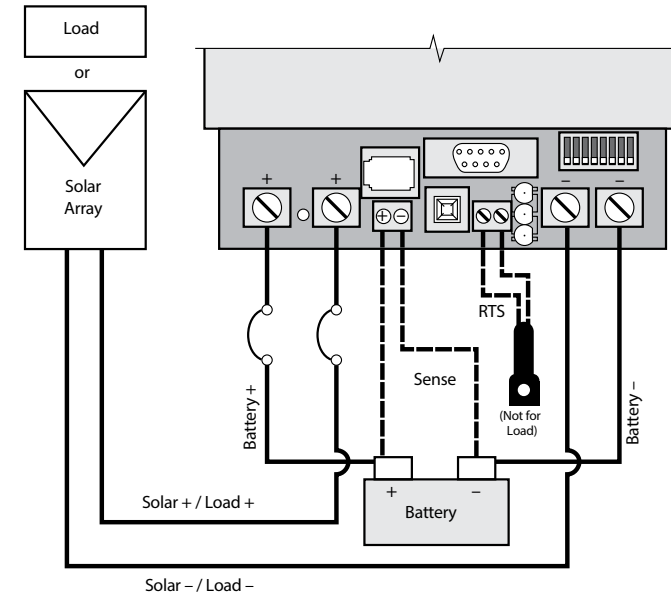 Load
or
Solar
Array
+
+
–
–
+ –
RTS
Sense
(Not for
Load)
Battery +
Battery –
Solar + / Load +
+
–
Battery
Solar – / Load –